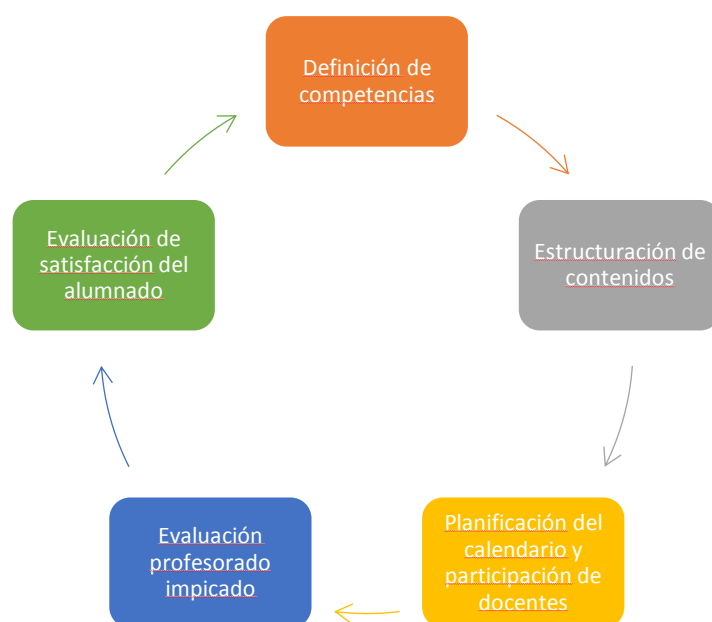 Definición de
competencias
Estructuración de
contenidos
Planificación del
calendario y
participación de
docentes
Evaluación
profesorado
impicado
Evaluación de
satisfacción del
alumnado